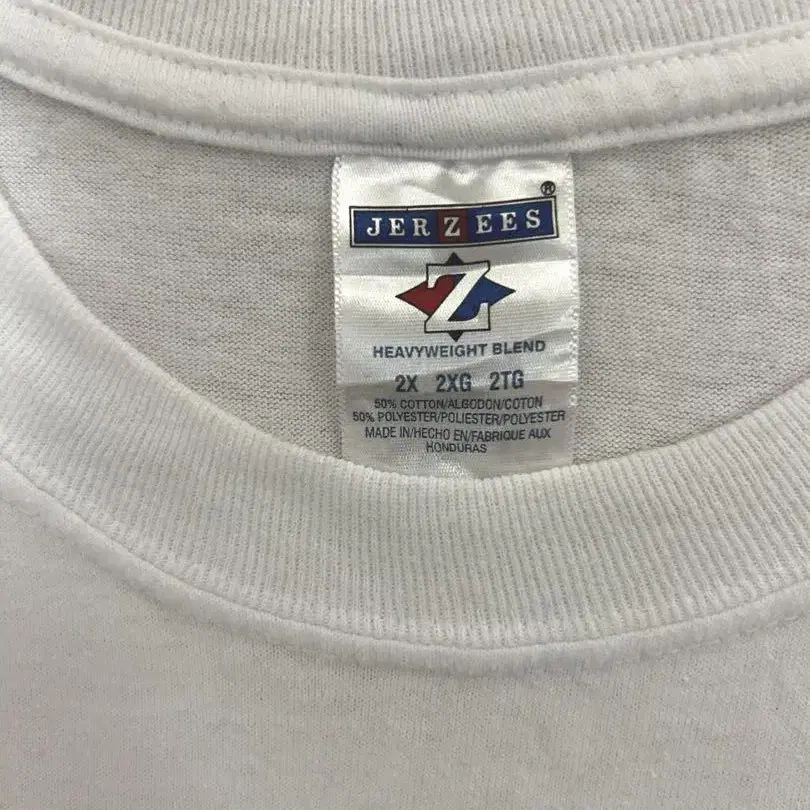 JERZEES®
Z
HEAVYWEIGHT BLEND
2X 2XG 2TG
50% COTTON/ALGODON/COTON
50% POLYESTER/POLIESTER/POLYESTER
MADE IN/HECHO EN/FABRIQUE AUX
HONDURAS